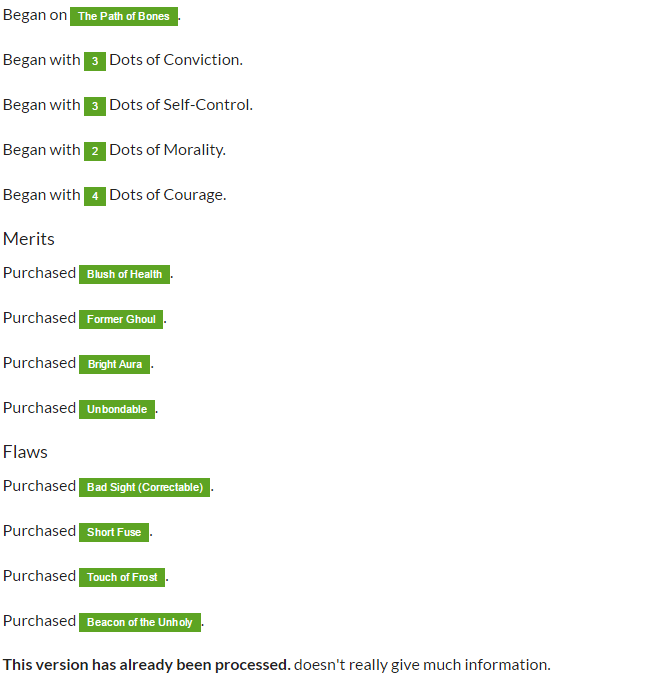 Began on The Path of Bones.
Began with 3 Dots of Conviction.
Began with 3 Dots of Self-Control.
Began with 2 Dots of Morality.
Began with 4 Dots of Courage.
Merits
Purchased Blush of Health.
Purchased Former Ghoul.
Purchased Bright Aura.
Purchased Unbondable.
Flaws
Purchased Bad Sight (Correctable).
Purchased Short Fuse.
Purchased Touch of Frost.
Purchased Beacon of the Unholy.
This version has already been processed. doesn't really give much information.